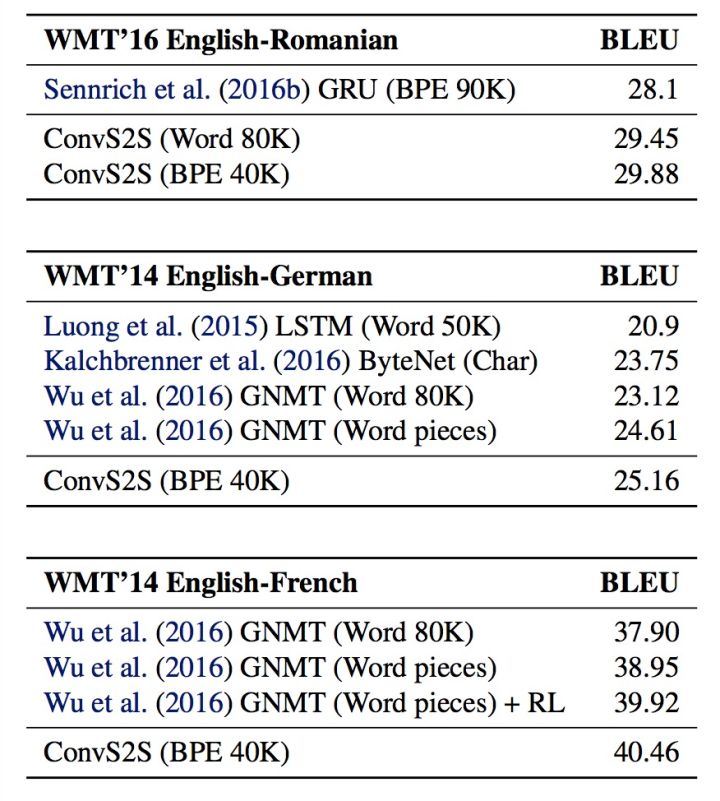 WMT’16 English-Romanian BLEU
Sennrich et al. (2016b) GRU (BPE 90K) 28.1
ConvS2S (Word 80K) 29.45
ConvS2S (BPE 40K) 29.88
WMT’14 English-German BLEU
Luong et al. (2015) LSTM (Word 50K) 20.9
Kalchbrenner et al. (2016) ByteNet (Char) 23.75
Wu et al. (2016) GNMT (Word 80K) 23.12
Wu et al. (2016) GNMT (Word pieces) 24.61
ConvS2S (BPE 40K) 25.16
WMT’14 English-French BLEU
Wu et al. (2016) GNMT (Word 80K) 37.90
Wu et al. (2016) GNMT (Word pieces) 38.95
Wu et al. (2016) GNMT (Word pieces) + RL 39.92
ConvS2S (BPE 40K) 40.46